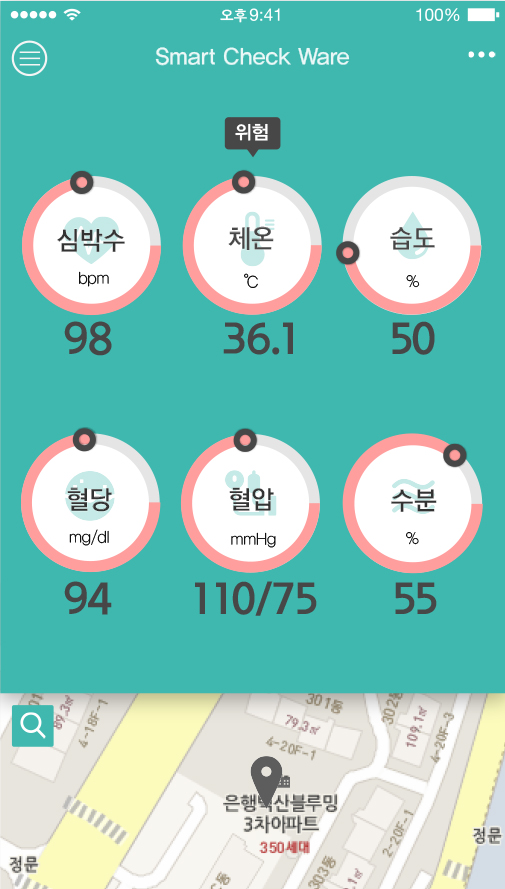 오후9:41
100%
Smart Check Ware
위험
심박수
bpm
98
체온
℃
36.1
습도
%
50
혈당
mg/dl
94
혈압
mmHg
110/75
수분
%
55
89.3㎡
4-18F-1
301동
79.3㎡
4-20F-1
302동
109.1㎡
4-20F-3
은행벽산블루밍
3차아파트
350세대
303동
2-20F-1
정문
정문